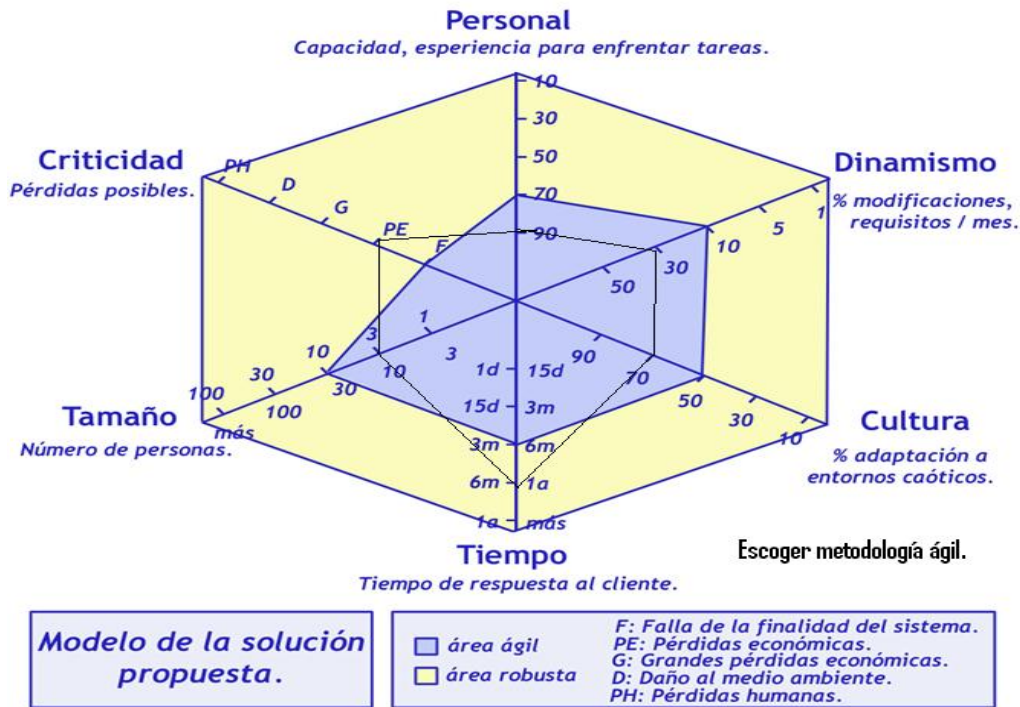 Personal
Capacidad, esperiencia para enfrentar tareas.
10
30
50
70
90
Criticidad
Pérdidas posibles.
PH
D
G
PE
F
Dinamismo
% modificaciones,
requisitos / mes.
1
5
10
30
50
Tamaño
Número de personas.
1
3
3
10
10
30
30
100
100
más
Cultura
% adaptación a
entornos caóticos.
90
70
50
30
10
1d
15d
15d
3m
3m
6m
6m
1a
1a
más
Tiempo
Tiempo de respuesta al cliente.
Escoger metodología ágil.
Modelo de la solución
propuesta.
área ágil
área robusta
F: Falla de la finalidad del sistema.
PE: Pérdidas económicas.
G: Grandes pérdidas económicas.
D: Daño al medio ambiente.
PH: Pérdidas humanas.